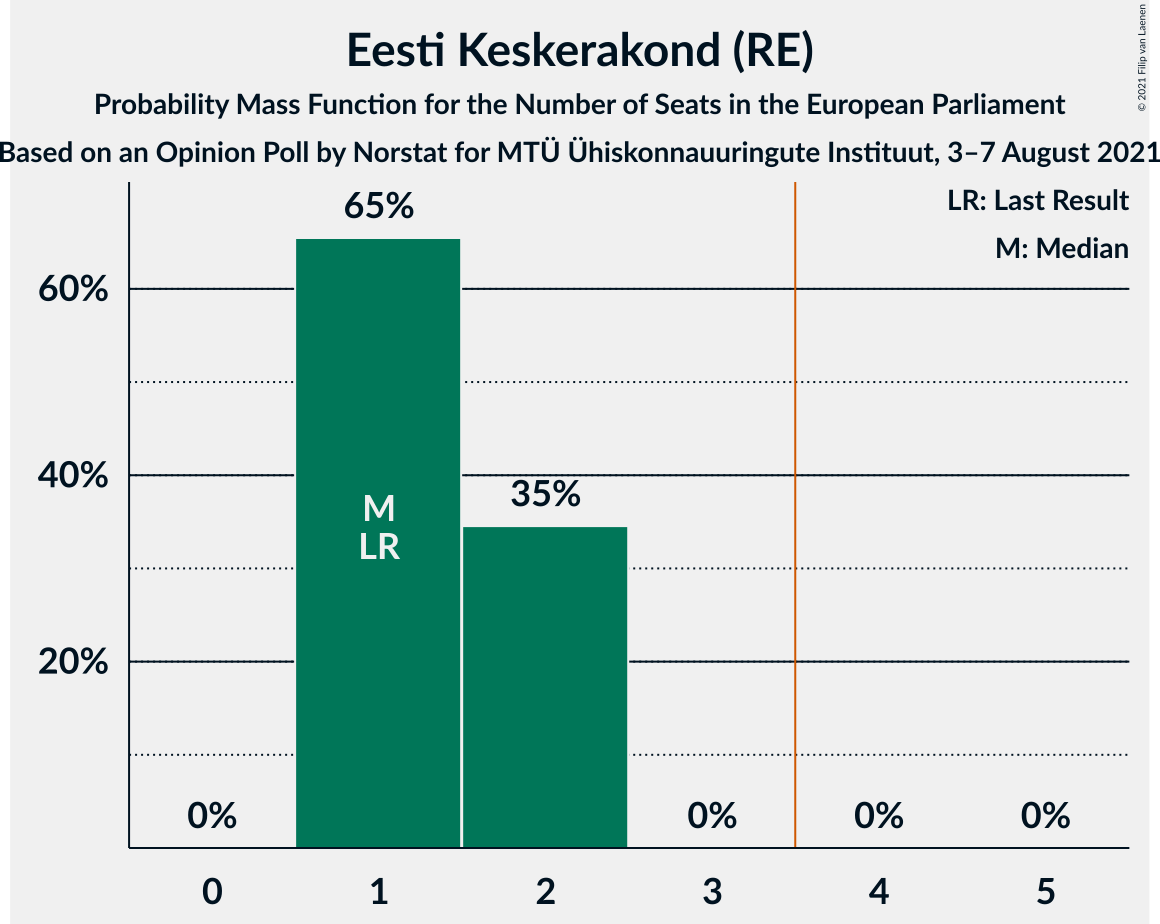 Eesti Keskerakond (RE)
Probability Mass Function for the Number of Seats in the European Parliament
Based on an Opinion Poll by Norstat for MTÜ Ühiskonnauuringute Instituut, 3–7 August 2021
© 2021 Filip van Laenen
LR: Last Result
M: Median
65%
60%
40%
35%
M
LR
20%
0%
0%
0%
0%
0
1
2
3
4
5